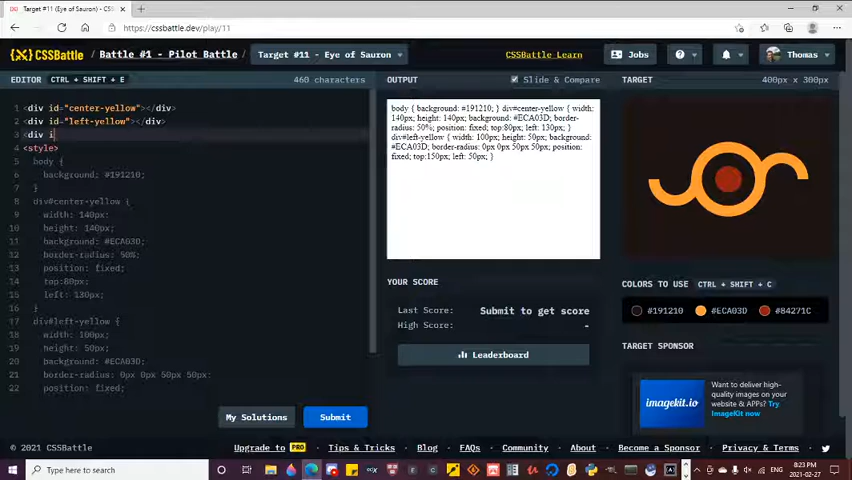 Target #11 (Eye of Sauron) - CSS
https://cssbattle.dev/play/11
CSSBATTLE
Battle #1 - Pilot Battle
Target #11 - Eye of Sauron
CSSBattle Learn
Jobs
?
Thomas
EDITOR CTRL + SHIFT + E 460 characters
OUTPUT
Slide & Compare
TARGET 400px x 300px
1 <div id="center-yellow"></div>
2 <div id="left-yellow"></div>
3 <div i
4 <style>
5 body {
6 background: #191210;
7 }
8 div#center-yellow {
9 width: 140px;
10 height: 140px;
11 background: #ECA03D;
12 border-radius: 50%;
13 position: fixed;
14 top:80px;
15 left: 130px;
16 }
17 div#left-yellow {
18 width: 100px;
19 height: 50px;
20 background: #ECA03D;
21 border-radius: 0px 0px 50px 50px;
22 position: fixed;
body { background: #191210; } div#center-yellow { width:
140px; height: 140px; background: #ECA03D; border-
radius: 50%; position: fixed; top:80px; left: 130px; }
div#left-yellow { width: 100px; height: 50px; background:
#ECA03D; border-radius: 0px 0px 50px 50px; position:
fixed; top:150px; left: 50px; }
YOUR SCORE
Last Score: Submit to get score
High Score: -
Leaderboard
COLORS TO USE CTRL + SHIFT + C
#191210 #ECA03D #84271C
TARGET SPONSOR
imagekit.io
Want to deliver high-
quality images on your
website & APPs? Try
ImageKit now
My Solutions
Submit
© 2021 CSSBattle
Upgrade to PRO
Tips & Tricks
Blog
FAQs
Community
About
Become a Sponsor
Privacy & Terms
Type here to search
ENG
8:23 PM
2021-02-27